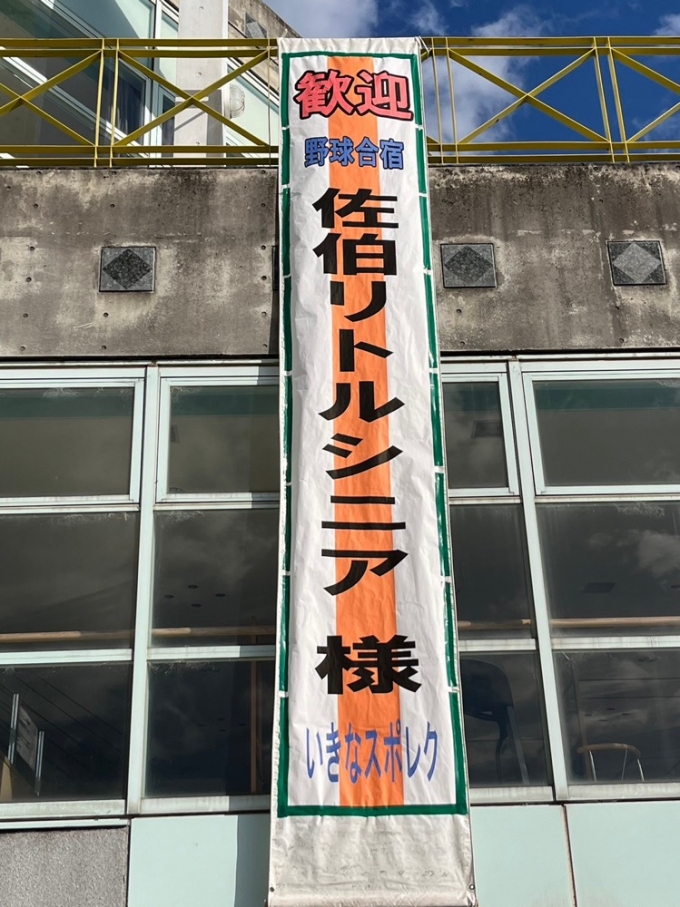 歓迎
野球合宿
佐伯リトルシニア 様
いきなスポレク